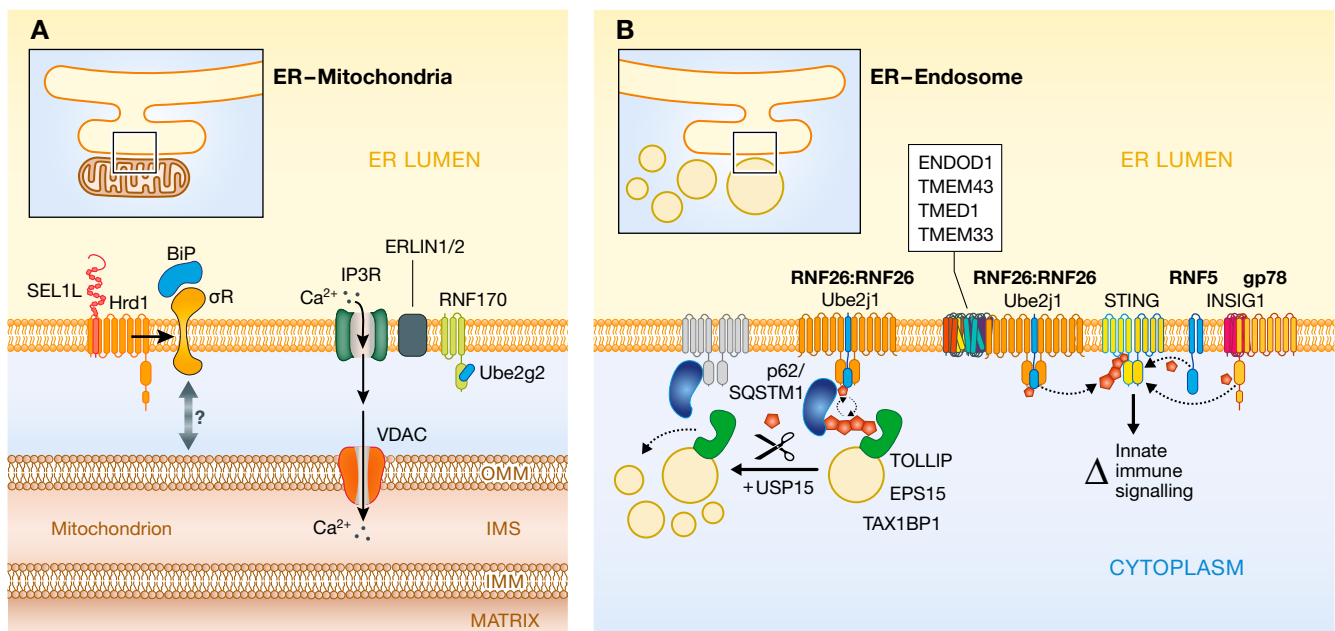 A
ER–Mitochondria
ER LUMEN
ERLIN1/2
BiP
SEL1L
Hrd1
σR
IP3R
Ca2+
RNF170
Ube2g2
?
VDAC
OMM
Mitochondrion
Ca2+
IMS
IMM
MATRIX
B
ER–Endosome
ER LUMEN
ENDOD1
TMEM43
TMED1
TMEM33
RNF26:RNF26
Ube2j1
RNF26:RNF26
Ube2j1
STING
RNF5
gp78
INSIG1
p62/
SQSTM1
+USP15
TOLLIP
EPS15
TAX1BP1
Δ
Innate
immune
signalling
CYTOPLASM